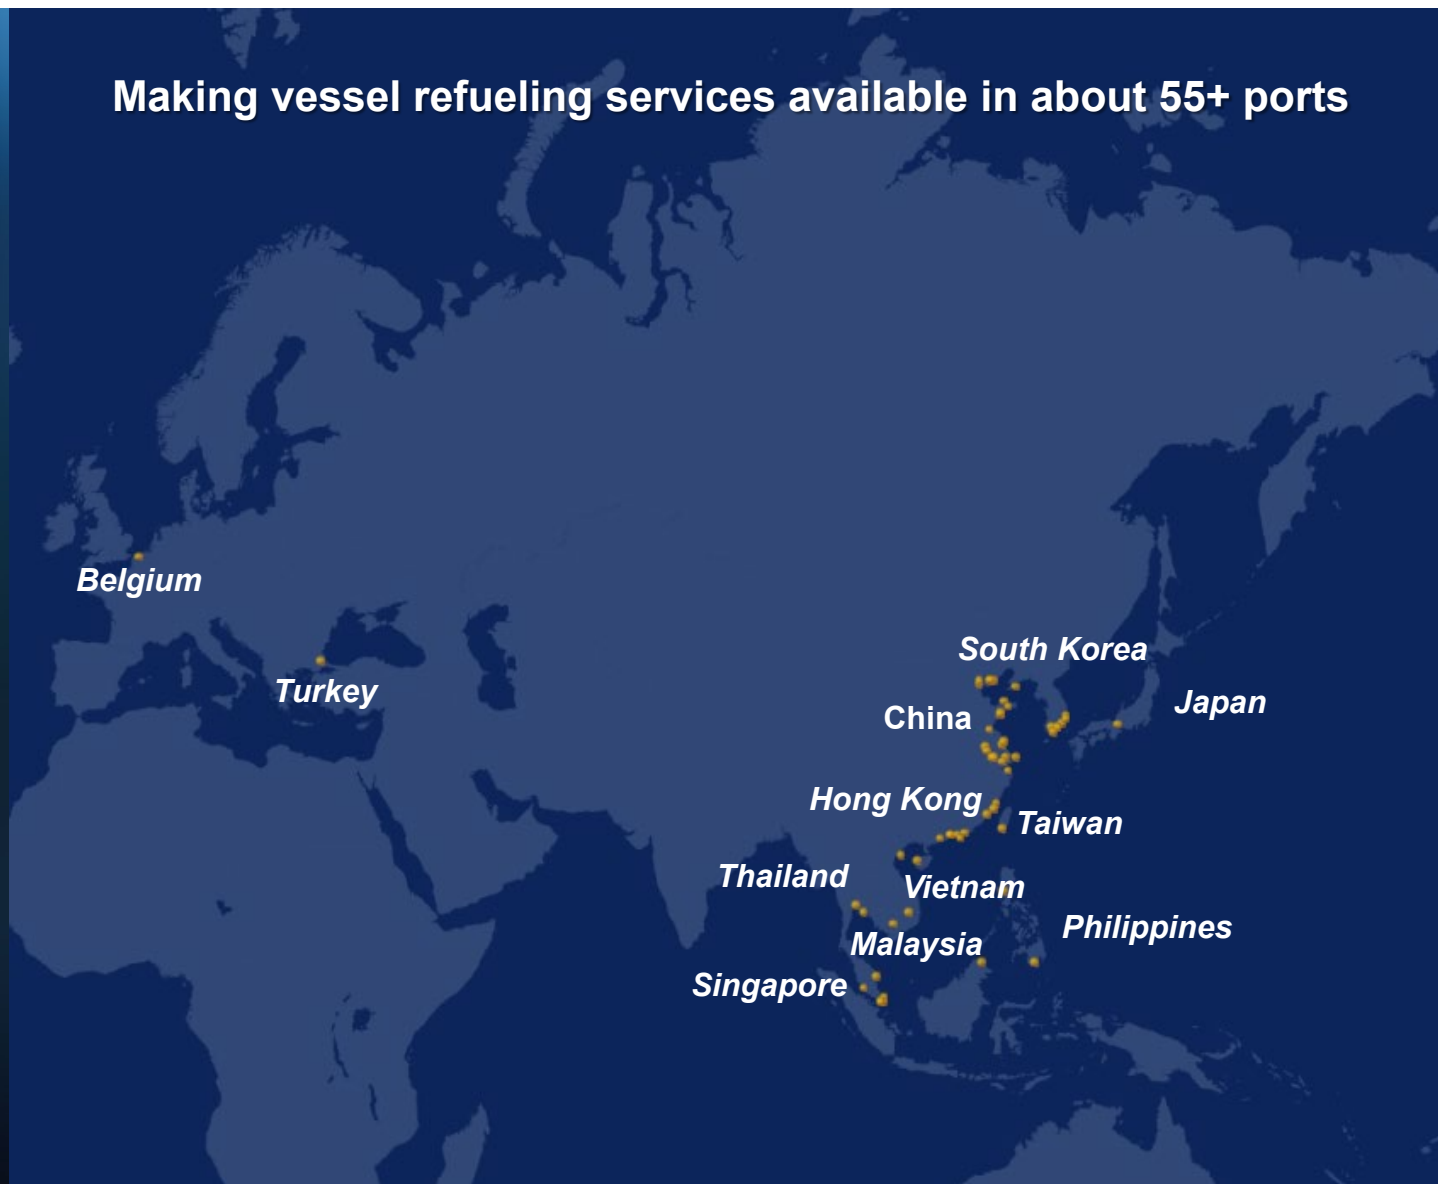 Making vessel refueling services available in about 55+ ports
Belgium
Turkey
South Korea
Japan
China
Hong Kong
Taiwan
Thailand
Vietnam
Philippines
Malaysia
Singapore